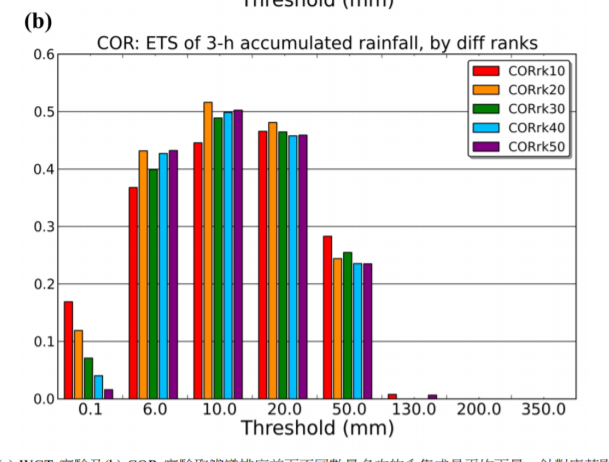 Threshold (mm)
(b)
COR: ETS of 3-h accumulated rainfall, by diff ranks
0.6
CORrk10
CORrk20
0.5
CORrk30
CORrk40
CORrk50
0.4
0.3
0.2
0.1
0.0
0.1 6.0 10.0 20.0 50.0 130.0 200.0 350.0
Threshold (mm)